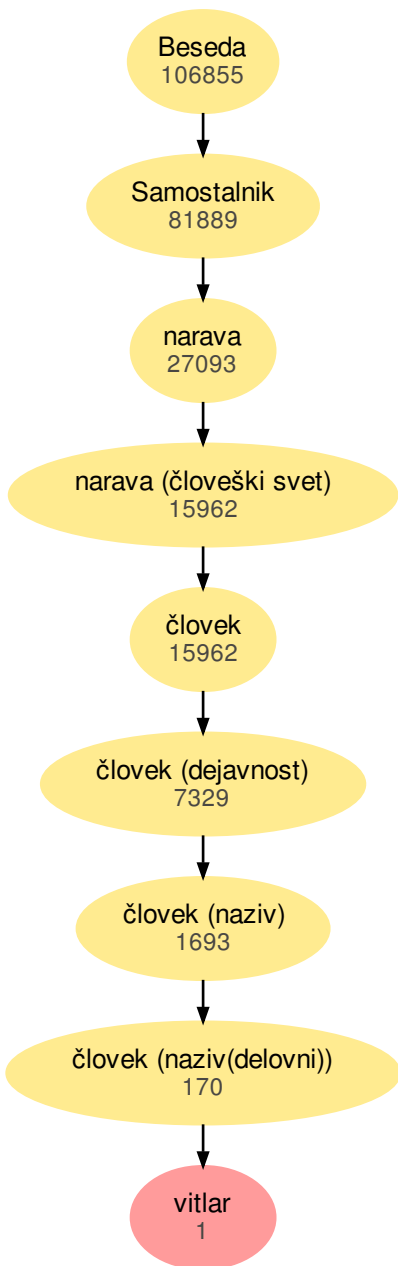 Beseda
106855
Samostalnik
81889
narava
27093
narava (človeški svet)
15962
človek
15962
človek (dejavnost)
7329
človek (naziv)
1693
človek (naziv(delovni))
170
vitlar
1